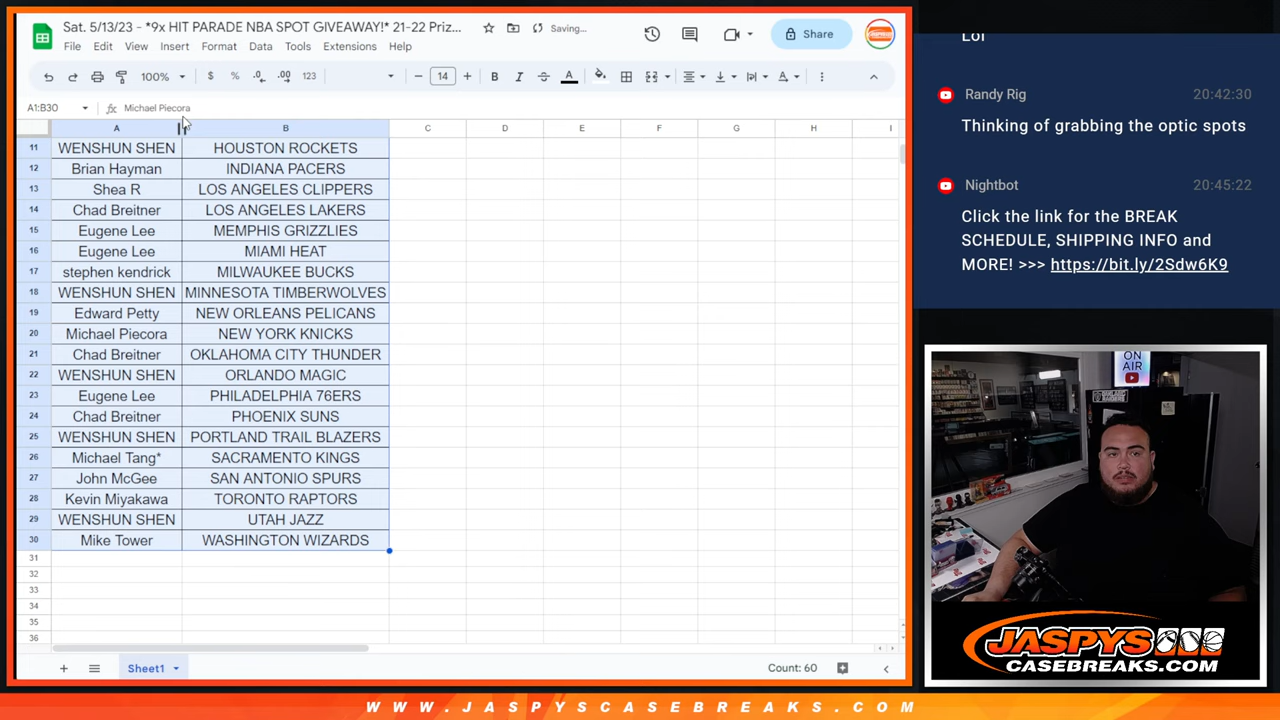 Sat. 5/13/23 - *9x HIT PARADE NBA SPOT GIVEAWAY!* 21-22 Priz...
Saving...
File Edit View Insert Format Data Tools Extensions Help
Share
100% $ % .0 .00 123 14 B I A
A1:B30 fx Michael Piecora
A B C D E F G H I
11 WENSHUN SHEN HOUSTON ROCKETS
12 Brian Hayman INDIANA PACERS
13 Shea R LOS ANGELES CLIPPERS
14 Chad Breitner LOS ANGELES LAKERS
15 Eugene Lee MEMPHIS GRIZZLIES
16 Eugene Lee MIAMI HEAT
17 stephen kendrick MILWAUKEE BUCKS
18 WENSHUN SHEN MINNESOTA TIMBERWOLVES
19 Edward Petty NEW ORLEANS PELICANS
20 Michael Piecora NEW YORK KNICKS
21 Chad Breitner OKLAHOMA CITY THUNDER
22 WENSHUN SHEN ORLANDO MAGIC
23 Eugene Lee PHILADELPHIA 76ERS
24 Chad Breitner PHOENIX SUNS
25 WENSHUN SHEN PORTLAND TRAIL BLAZERS
26 Michael Tang* SACRAMENTO KINGS
27 John McGee SAN ANTONIO SPURS
28 Kevin Miyakawa TORONTO RAPTORS
29 WENSHUN SHEN UTAH JAZZ
30 Mike Tower WASHINGTON WIZARDS
31
32
33
34
35
36
Sheet1
Count: 60
Lol
Randy Rig 20:42:30
Thinking of grabbing the optic spots
Nightbot 20:45:22
Click the link for the BREAK
SCHEDULE, SHIPPING INFO and
MORE! >>> https://bit.ly/2Sdw6K9
ON
AIR
JASPYS
CASEBREAKS.COM
WWW.JASPYSCASEBREAKS.COM